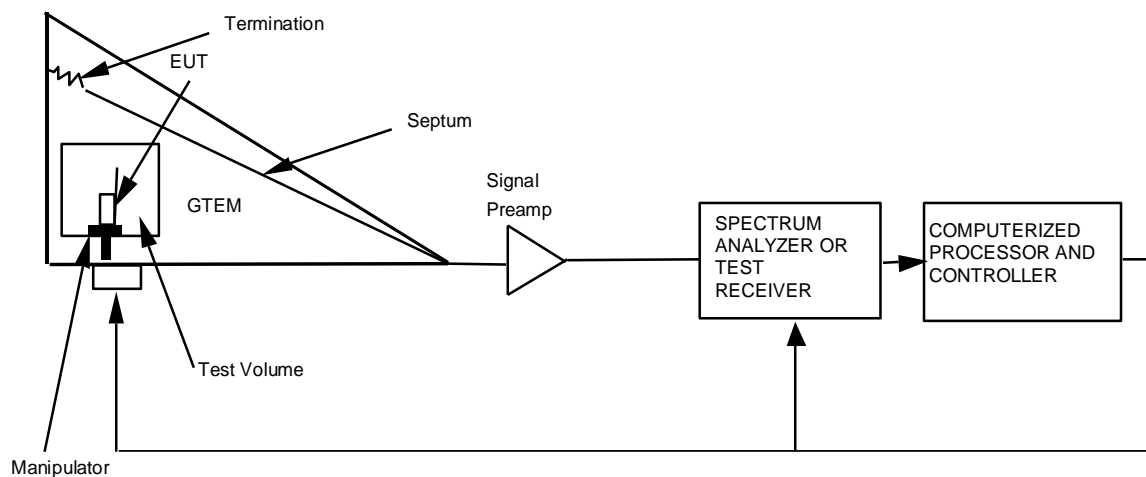 Termination
EUT
Septum
GTEM
Signal
Preamp
SPECTRUM
ANALYZER OR
TEST
RECEIVER
COMPUTERIZED
PROCESSOR AND
CONTROLLER
Test Volume
Manipulator